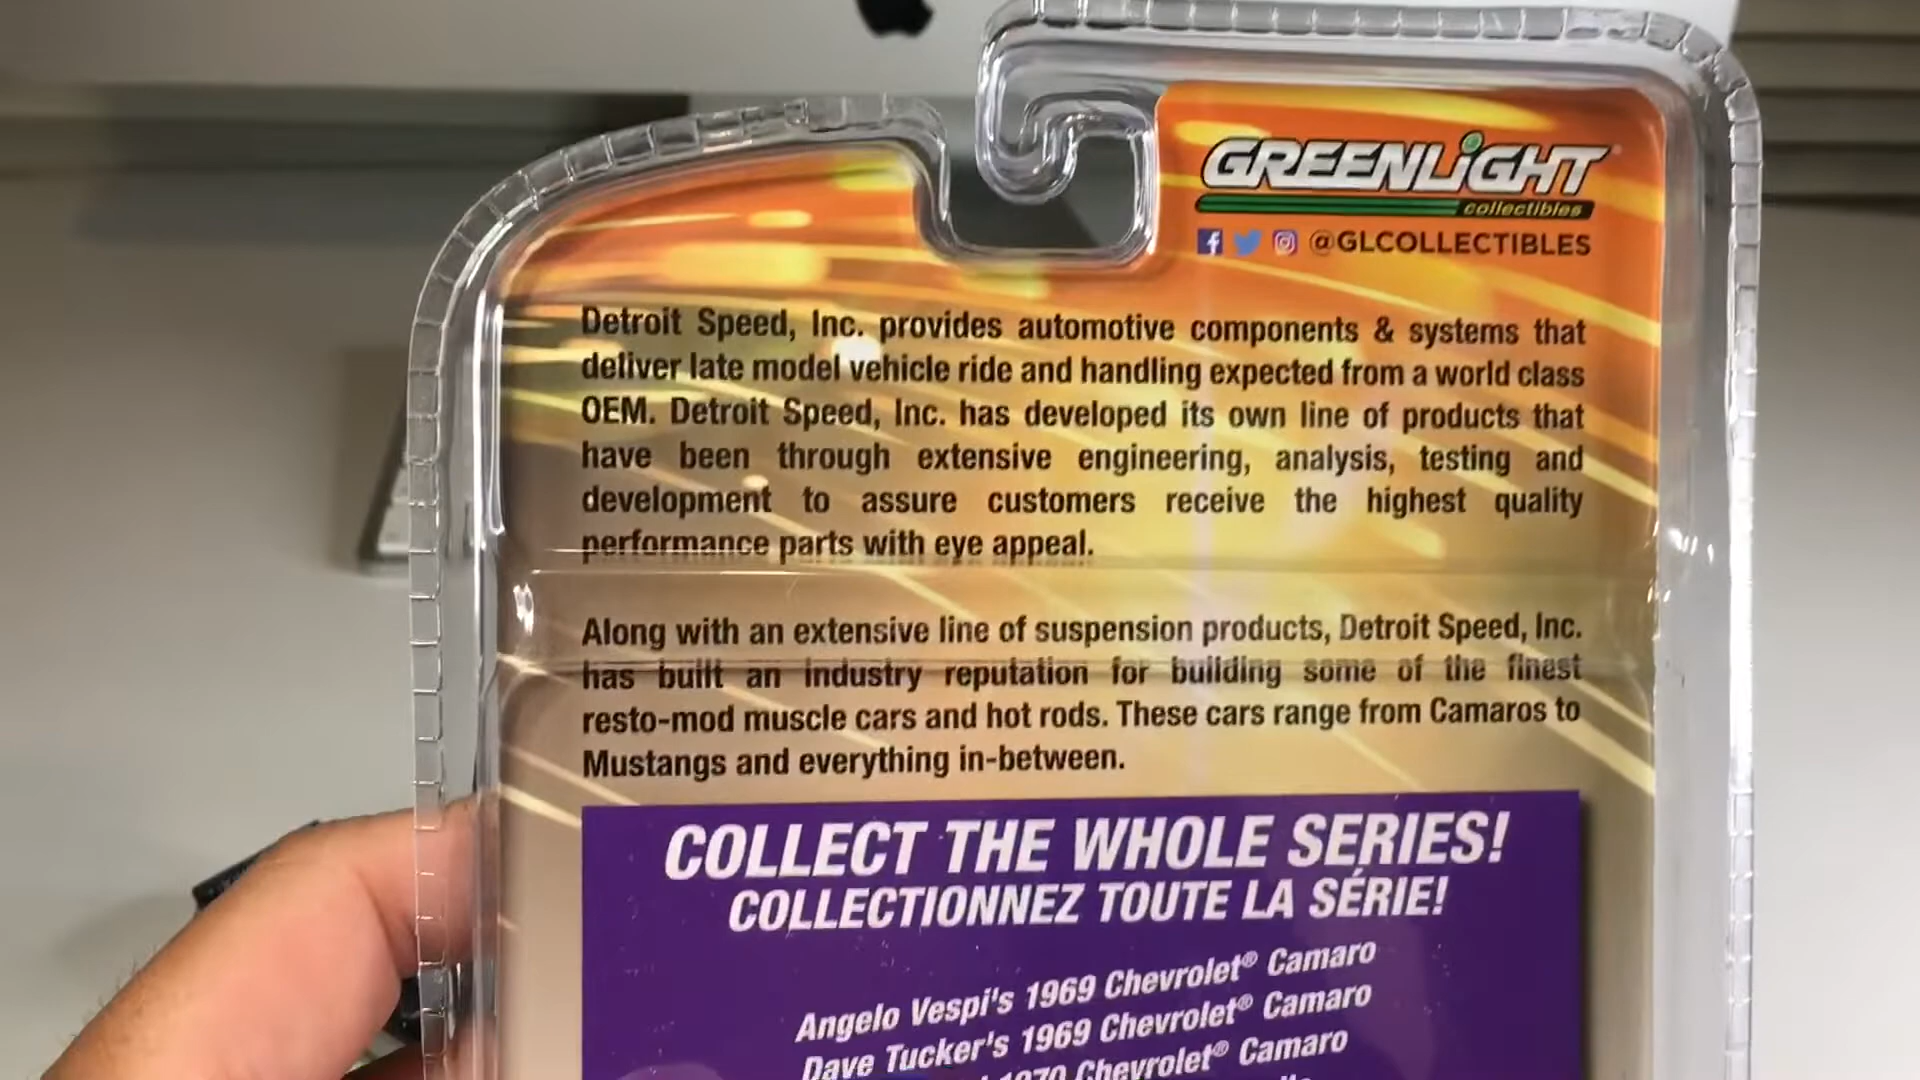 GREENLiGHT
collectibles
@GLCOLLECTIBLES
Detroit Speed, Inc. provides automotive components & systems that
deliver late model vehicle ride and handling expected from a world class
OEM. Detroit Speed, Inc. has developed its own line of products that
have been through extensive engineering, analysis, testing and
development to assure customers receive the highest quality
performance parts with eye appeal.
Along with an extensive line of suspension products, Detroit Speed, Inc.
has built an industry reputation for building some of the finest
resto-mod muscle cars and hot rods. These cars range from Camaros to
Mustangs and everything in-between.
COLLECT THE WHOLE SERIES!
COLLECTIONNEZ TOUTE LA SÉRIE!
Angelo Vespi's 1969 Chevrolet® Camaro
Dave Tucker's 1969 Chevrolet® Camaro
1970 Chevrolet® Camaro